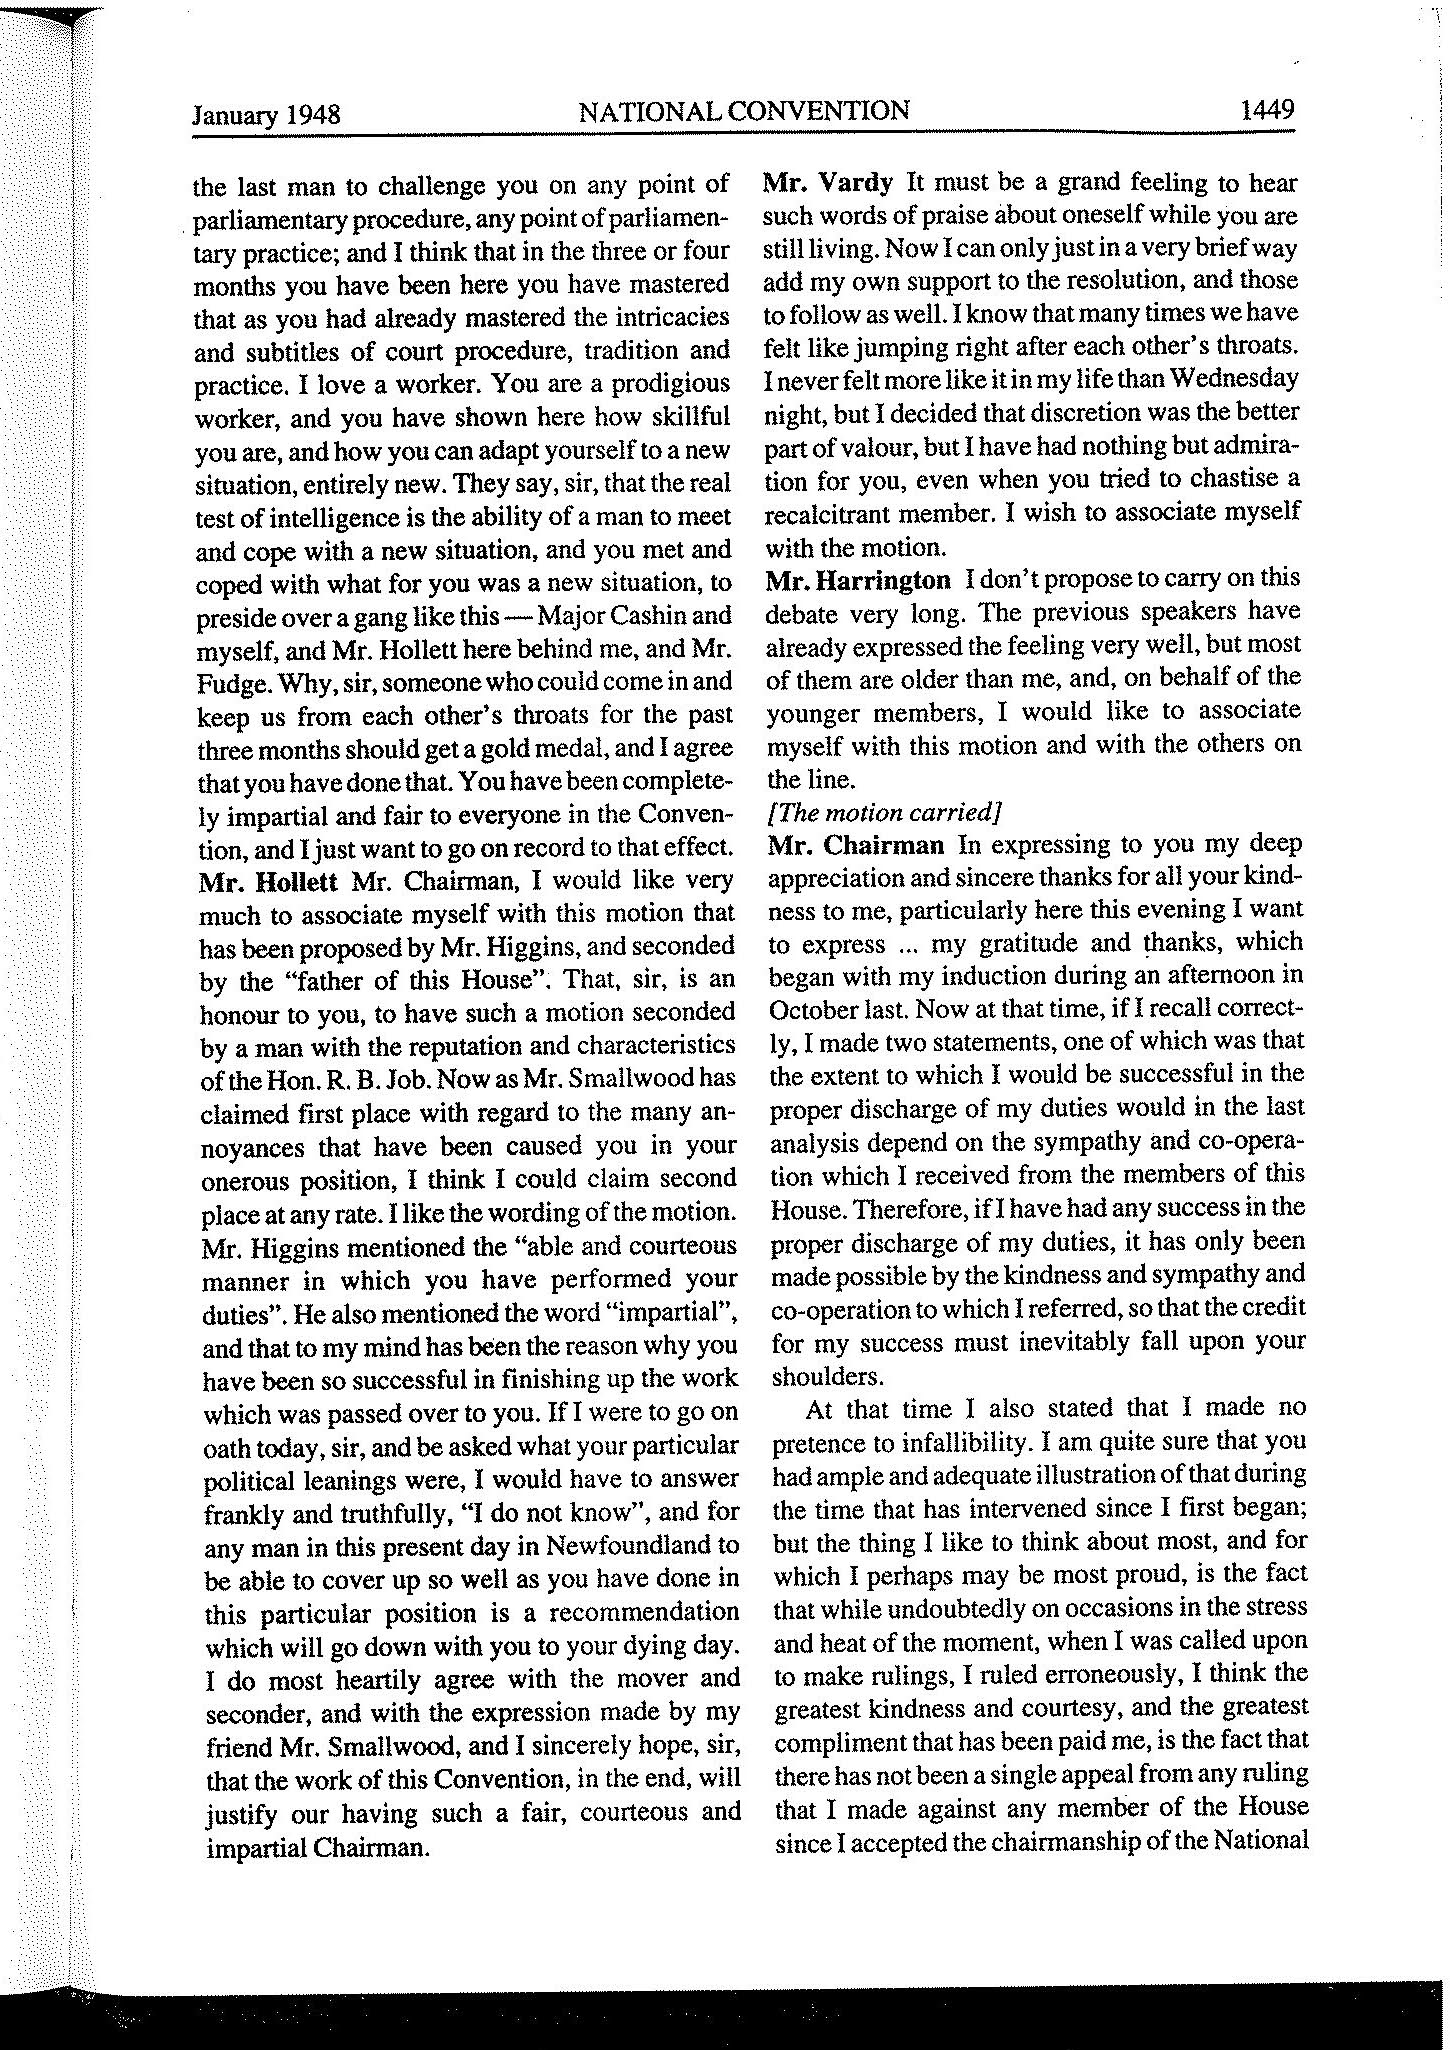 January 1948 NATIONAL CONVENTION 1449
the last man to challenge you on any point of
parliamentary procedure, any point of parliamen-
tary practice; and I think that in the three or four
months you have been here you have mastered
that as you had already mastered the intricacies
and subtitles of court procedure, tradition and
practice. I love a worker. You are a prodigious
worker, and you have shown here how skillful
you are, and how you can adapt yourself to a new
situation, entirely new. They say, sir, that the real
test of intelligence is the ability of a man to meet
and cope with a new situation, and you met and
coped with what for you was a new situation, to
preside over a gang like this — Major Cashin and
myself, and Mr. Hollett here behind me, and Mr.
Fudge. Why, sir, someone who could come in and
keep us from each other's throats for the past
three months should get a gold medal, and I agree
that you have done that. You have been complete-
ly impartial and fair to everyone in the Conven-
tion, and I just want to go on record to that effect.
Mr. Hollett Mr. Chairman, I would like very
much to associate myself with this motion that
has been proposed by Mr. Higgins, and seconded
by the “father of this House”. That, sir, is an
honour to you, to have such a motion seconded
by a man with the reputation and characteristics
of the Hon. R. B. Job. Now as Mr. Smallwood has
claimed first place with regard to the many an-
noyances that have been caused you in your
onerous position, I think I could claim second
place at any rate. I like the wording of the motion.
Mr. Higgins mentioned the “able and courteous
manner in which you have performed your
duties”. He also mentioned the word “impartial”,
and that to my mind has been the reason why you
have been so successful in finishing up the work
which was passed over to you. If I were to go on
oath today, sir, and be asked what your particular
political leanings were, I would have to answer
frankly and truthfully, “I do not know”, and for
any man in this present day in Newfoundland to
be able to cover up so well as you have done in
this particular position is a recommendation
which will go down with you to your dying day.
I do most heartily agree with the mover and
seconder, and with the expression made by my
friend Mr. Smallwood, and I sincerely hope, sir,
that the work of this Convention, in the end, will
justify our having such a fair, courteous and
impartial Chairman.
Mr. Vardy It must be a grand feeling to hear
such words of praise about oneself while you are
still living. Now I can only just in a very brief way
add my own support to the resolution, and those
to follow as well. I know that many times we have
felt like jumping right after each other's throats.
I never felt more like it in my life than Wednesday
night, but I decided that discretion was the better
part of valour, but I have had nothing but admira-
tion for you, even when you tried to chastise a
recalcitrant member. I wish to associate myself
with the motion.
Mr. Harrington I don't propose to carry on this
debate very long. The previous speakers have
already expressed the feeling very well, but most
of them are older than me, and, on behalf of the
younger members, I would like to associate
myself with this motion and with the others on
the line.
[The motion carried]
Mr. Chairman In expressing to you my deep
appreciation and sincere thanks for all your kind-
ness to me, particularly here this evening I want
to express ... my gratitude and thanks, which
began with my induction during an afternoon in
October last. Now at that time, if I recall correct-
ly, I made two statements, one of which was that
the extent to which I would be successful in the
proper discharge of my duties would in the last
analysis depend on the sympathy and co-opera-
tion which I received from the members of this
House. Therefore, if I have had any success in the
proper discharge of my duties, it has only been
made possible by the kindness and sympathy and
co-operation to which I referred, so that the credit
for my success must inevitably fall upon your
shoulders.
At that time I also stated that I made no
pretence to infallibility. I am quite sure that you
had ample and adequate illustration of that during
the time that has intervened since I first began;
but the thing I like to think about most, and for
which I perhaps may be most proud, is the fact
that while undoubtedly on occasions in the stress
and heat of the moment, when I was called upon
to make rulings, I ruled erroneously, I think the
greatest kindness and courtesy, and the greatest
compliment that has been paid me, is the fact that
there has not been a single appeal from any ruling
that I made against any member of the House
since I accepted the chairmanship of the National